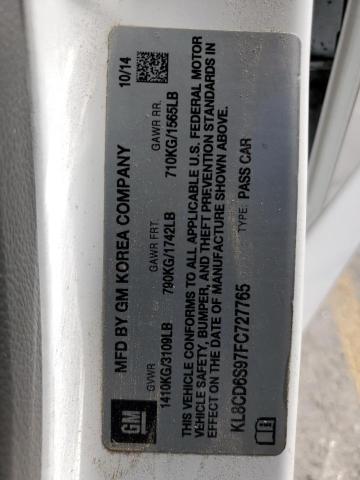 MFD BY GM KOREA COMPANY 10/14
GVWR GAWR FRT. GAWR RR.
1410KG/3109LB 790KG/1742LB 710KG/1565LB
THIS VEHICLE CONFORMS TO ALL APPLICABLE U.S. FEDERAL MOTOR
VEHICLE SAFETY, BUMPER, AND THEFT PREVENTION STANDARDS IN
EFFECT ON THE DATE OF MANUFACTURE SHOWN ABOVE.
KL8CD6S97FC727765 TYPE: PASS CAR
GM